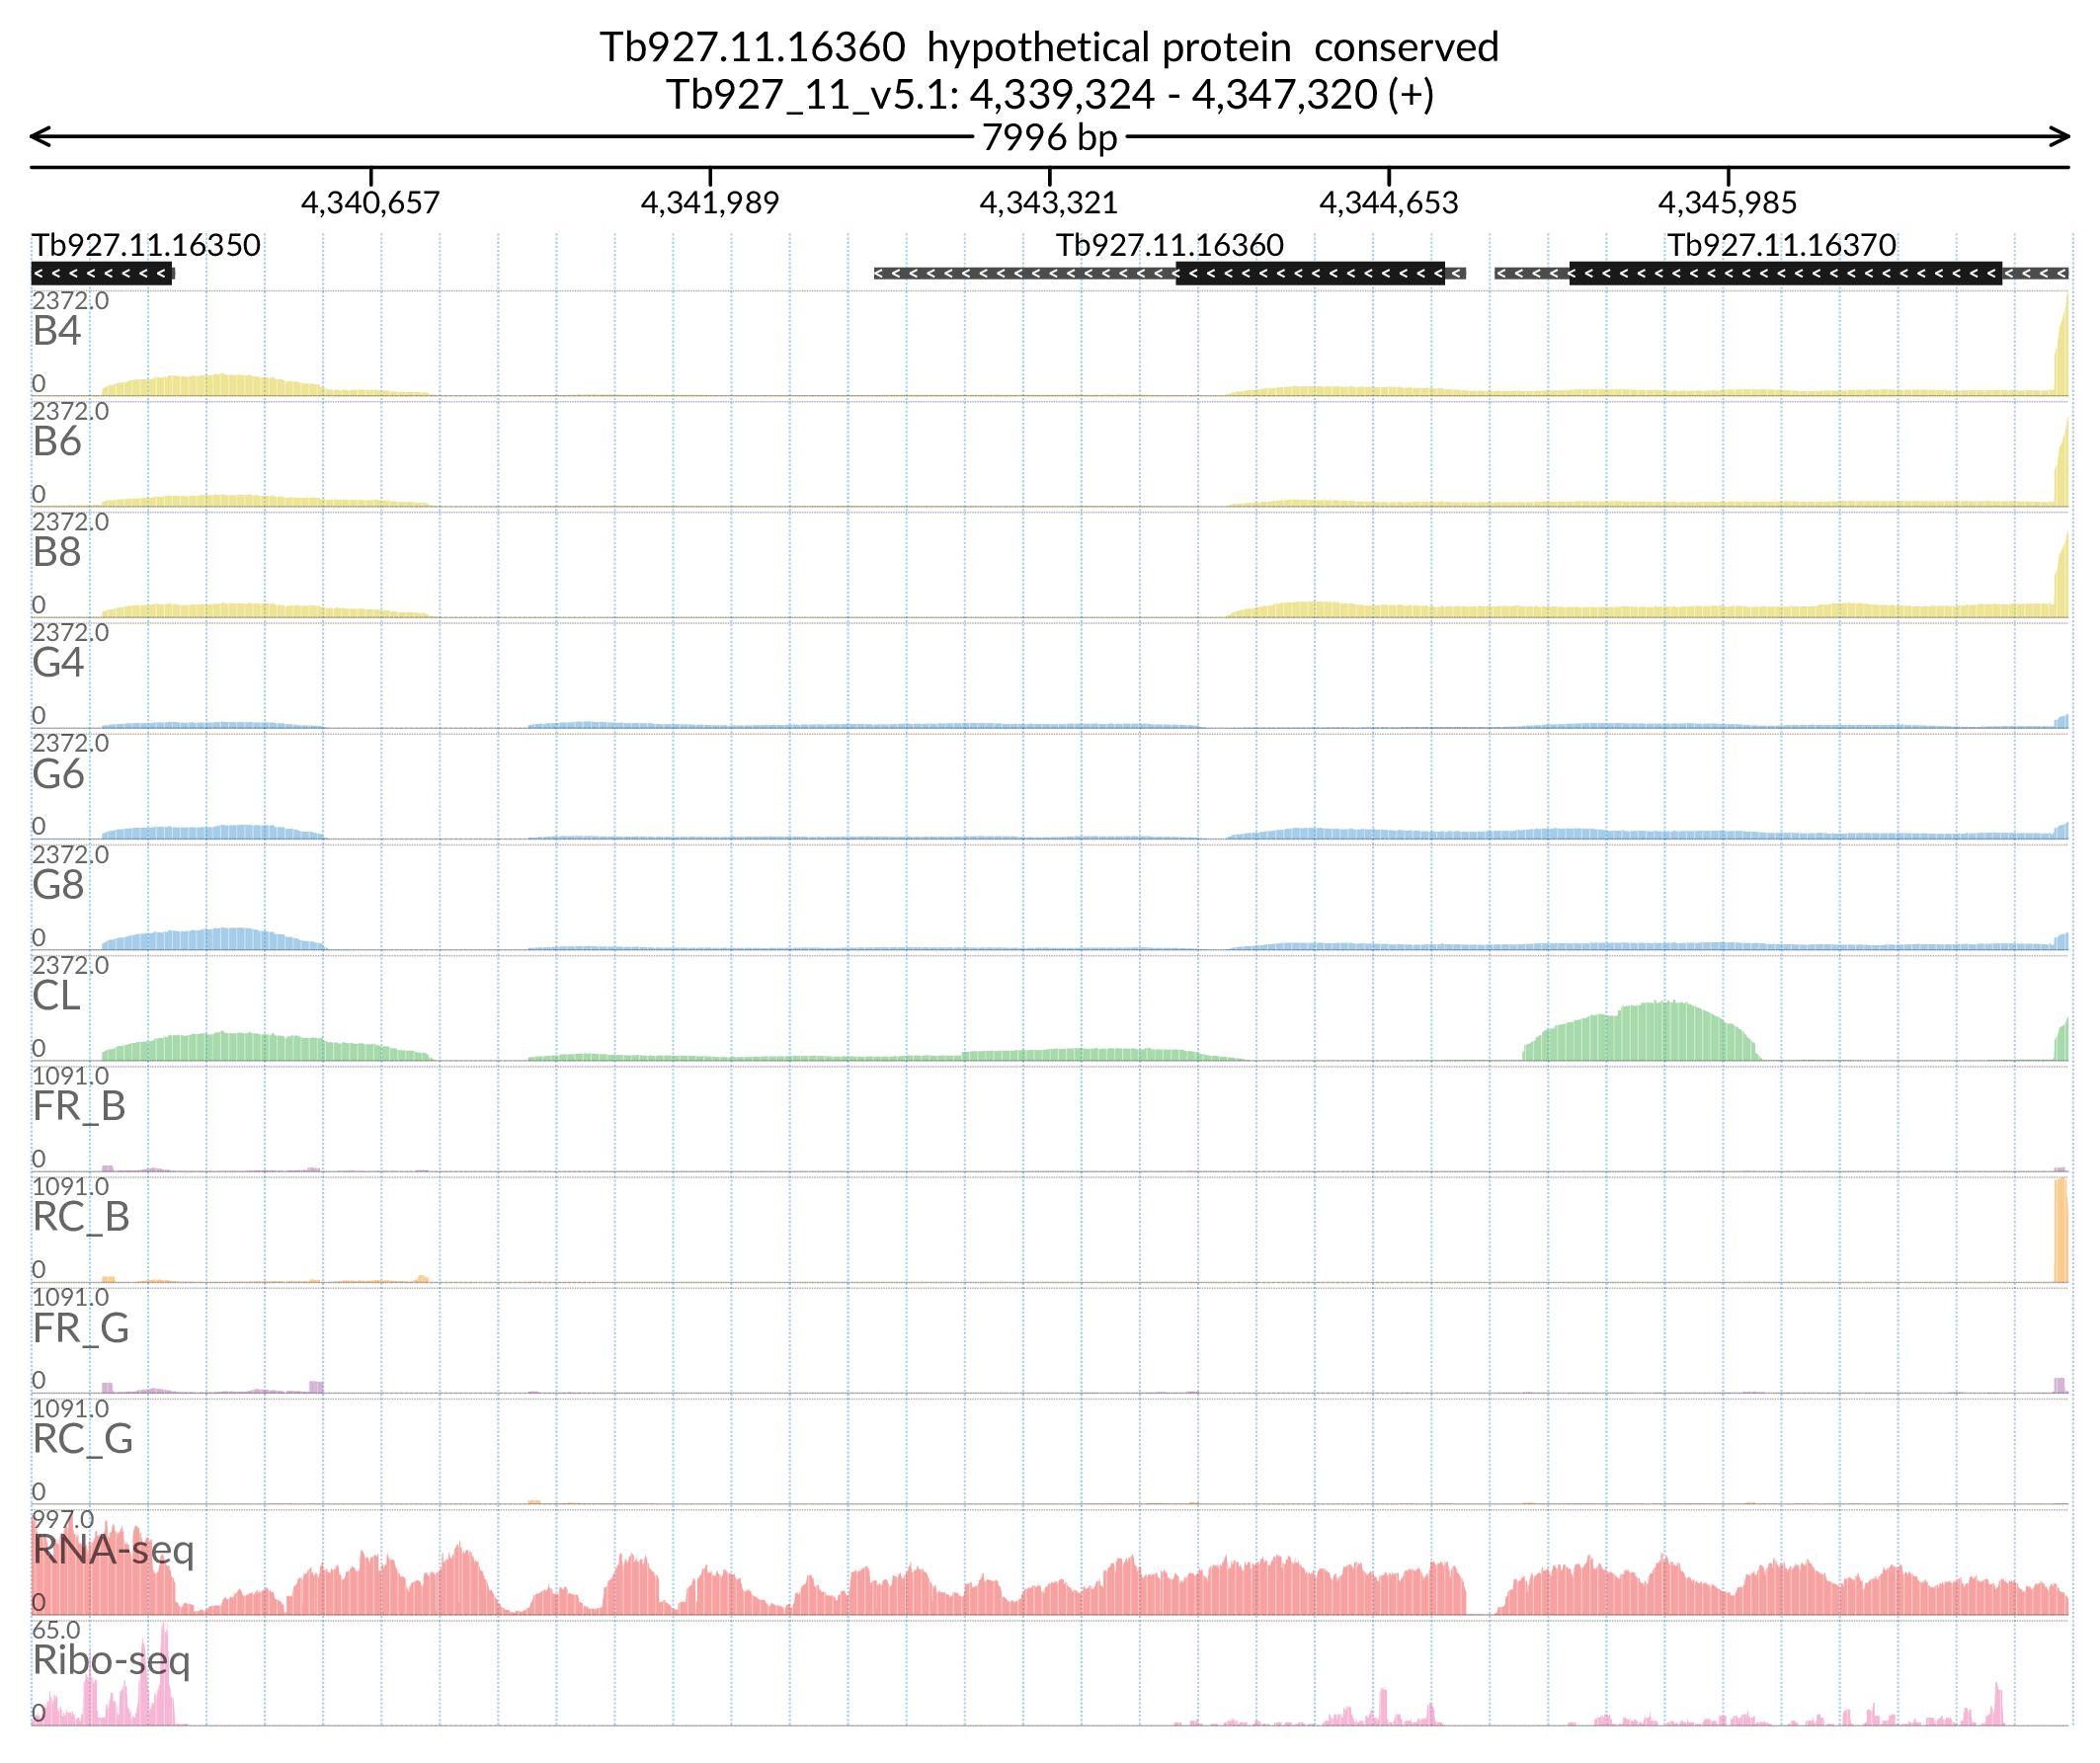 Tb927.11.16360 hypothetical protein conserved
Tb927_11_v5.1: 4,339,324 - 4,347,320 (+)
7996 bp
4,340,657 4,341,989 4,343,321 4,344,653 4,345,985
Tb927.11.16350 Tb927.11.16360 Tb927.11.16370
2372.0
B4
0
2372.0
B6
0
2372.0
B8
0
2372.0
G4
0
2372.0
G6
0
2372.0
G8
0
2372.0
CL
0
1091.0
FR_B
0
1091.0
RC_B
0
1091.0
FR_G
0
1091.0
RC_G
0
997.0
RNA-seq
0
65.0
Ribo-seq
0